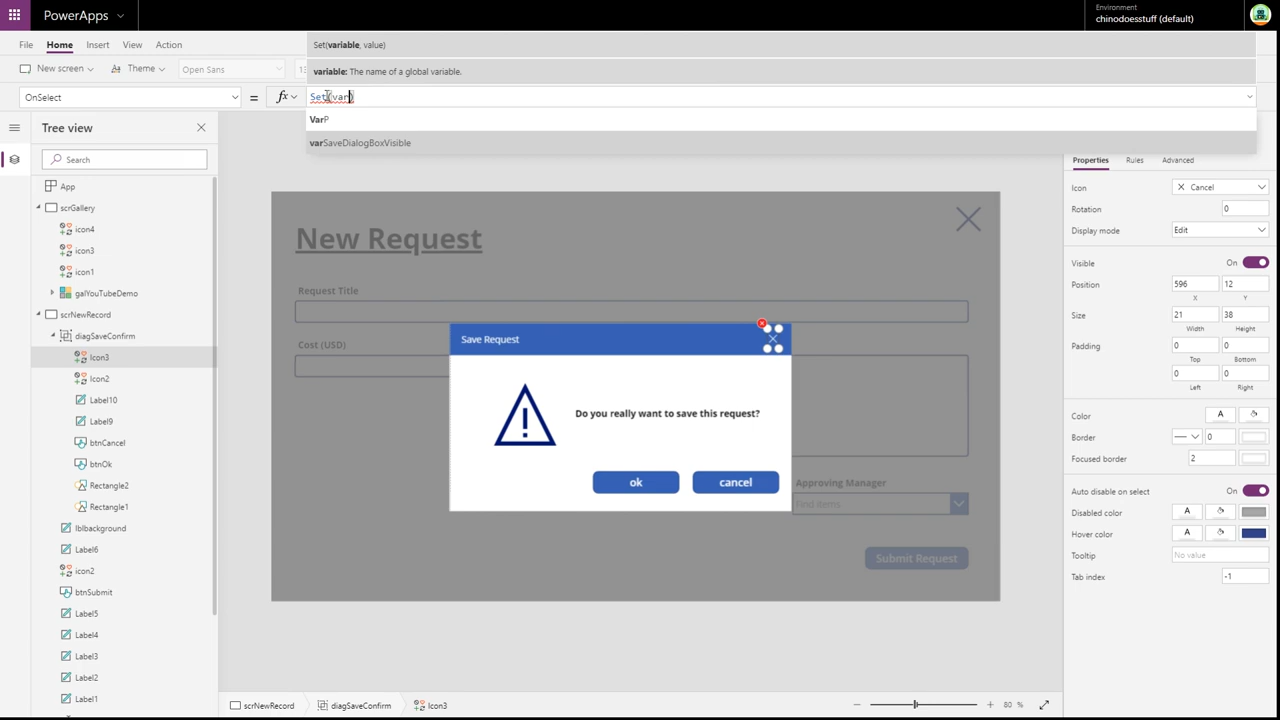 PowerApps
Environment
chinodoesstuff (default)
File Home Insert View Action
Set(variable, value)
New screen Theme Open Sans
variable: The name of a global variable.
OnSelect = fx Set(var)
VarP
varSaveDialogBoxVisible
Tree view
Search
App
scrGallery
icon4
icon3
icon1
galYouTubeDemo
scrNewRecord
diagSaveConfirm
Icon3
Icon2
Label10
Label9
btnCancel
btnOk
Rectangle2
Rectangle1
lblbackground
Label6
icon2
btnSubmit
Label5
Label4
Label3
Label2
Label1
New Request
Request Title
Cost (USD)
Save Request
Do you really want to save this request?
ok cancel
Approving Manager
Find items
Submit Request
Properties Rules Advanced
Icon Cancel
Rotation 0
Display mode Edit
Visible On
Position 596 12
X Y
Size 21 38
Width Height
Padding 0 0
Top Bottom
0 0
Left Right
Color A
Border 0
Focused border 2
Auto disable on select On
Disabled color A
Hover color A
Tooltip No value
Tab index -1
scrNewRecord diagSaveConfirm Icon3
80 %